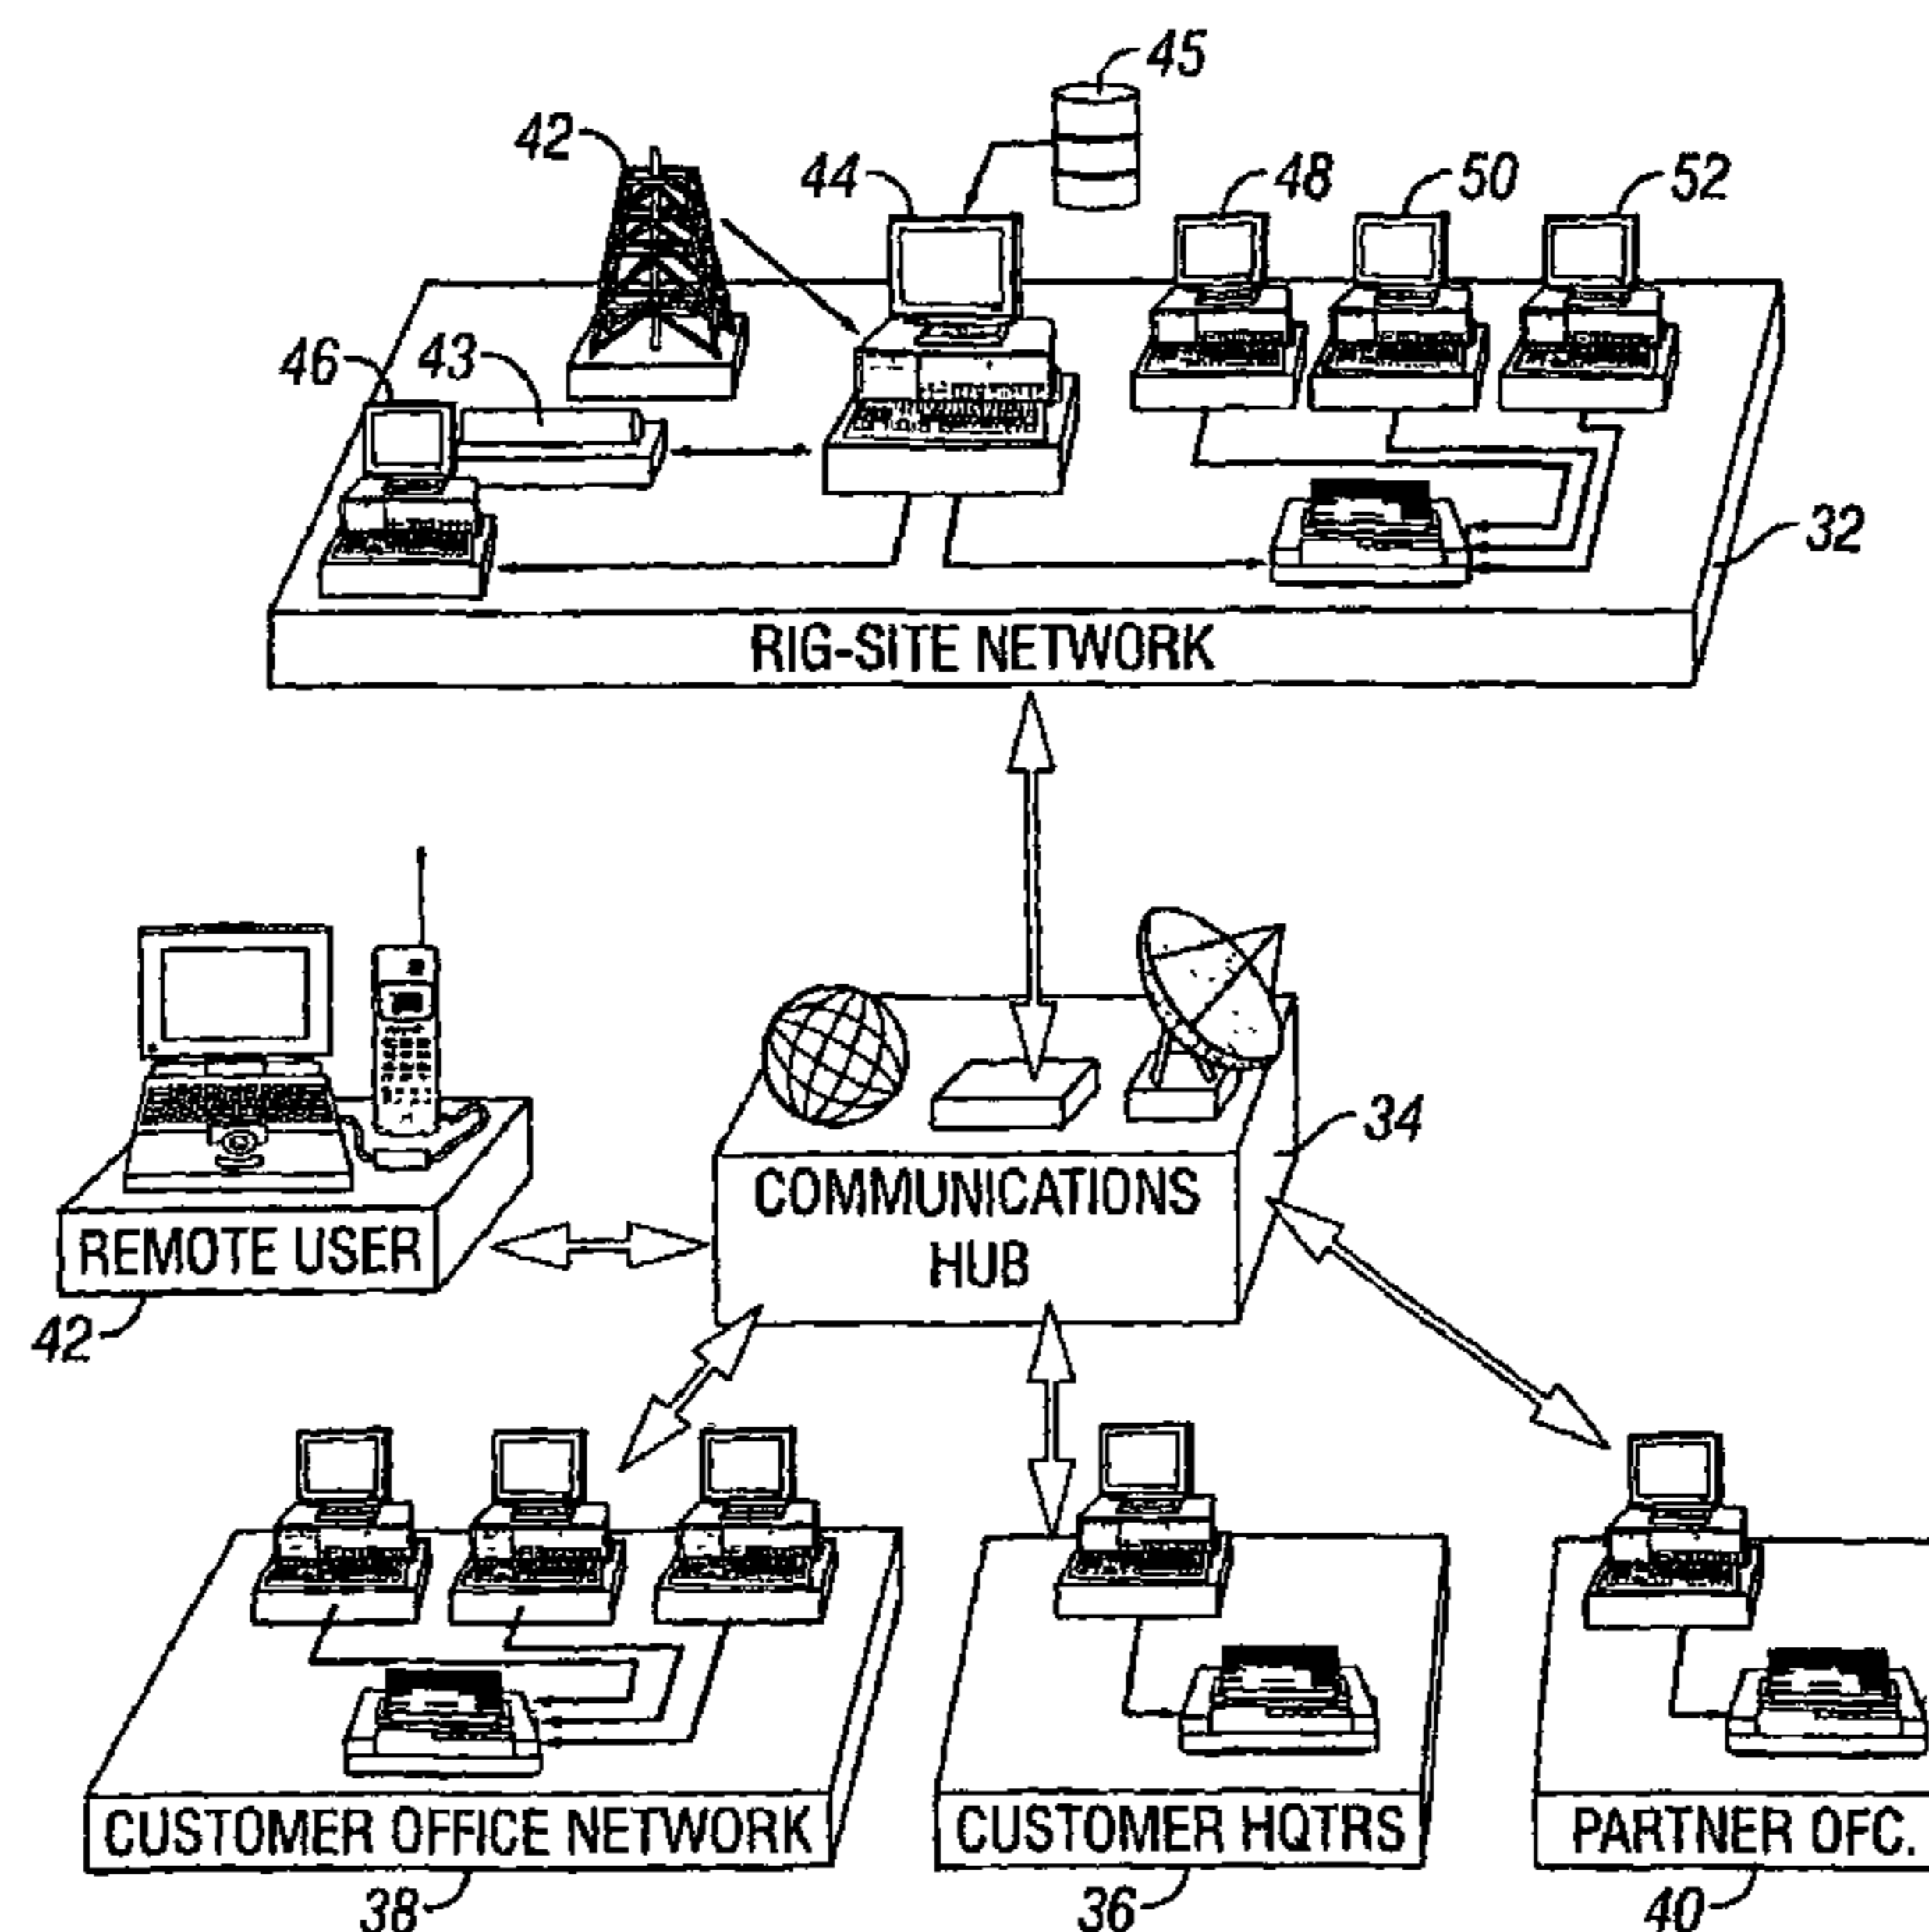 45
42
44
48
50
52
46
43
32
RIG-SITE NETWORK
34
COMMUNICATIONS
HUB
REMOTE USER
42
CUSTOMER OFFICE NETWORK
CUSTOMER HQTRS
PARTNER OFC.
38
36
40